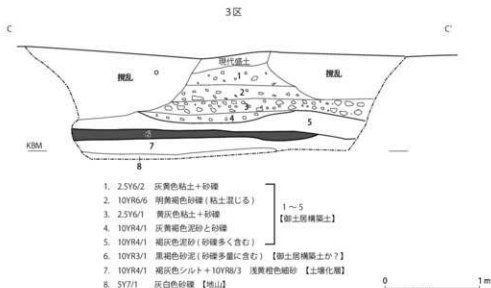 3区
C
C'
現代盛土
攪乱
攪乱
1
2
3
4
5
6
7
8
KBM
1. 2.5Y6/2 灰黄色粘土＋砂礫
2. 10YR6/6 明黄褐色砂礫(粘土混じる)
3. 2.5Y6/1 黄灰色粘土＋砂礫
4. 10YR4/1 灰黄褐色泥砂と砂礫
5. 10YR4/1 褐灰色泥砂(砂礫多く含む)
1～5
【御土居構築土】
6. 10YR3/1 黒褐色砂泥(砂礫多量に含む)【御土居構築土か？】
7. 10YR4/1 褐灰色シルト＋10YR8/3 浅黄橙色細砂【土壌化層】
8. 5Y7/1 灰白色砂礫【地山】
0 1m